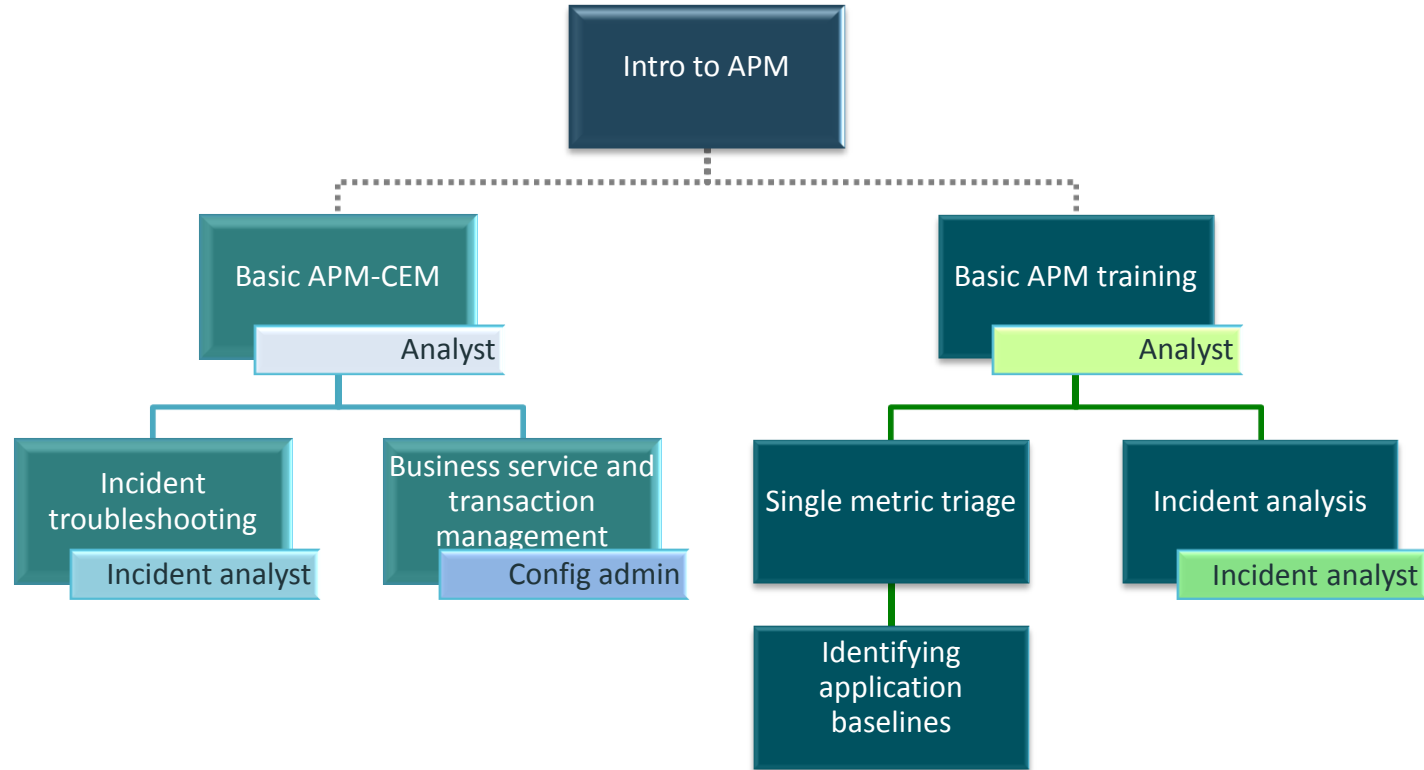 Intro to APM
Basic APM-CEM
Analyst
Basic APM training
Analyst
Incident
troubleshooting
Incident analyst
Business service and
transaction
management
Config admin
Single metric triage
Incident analysis
Incident analyst
Identifying
application
baselines